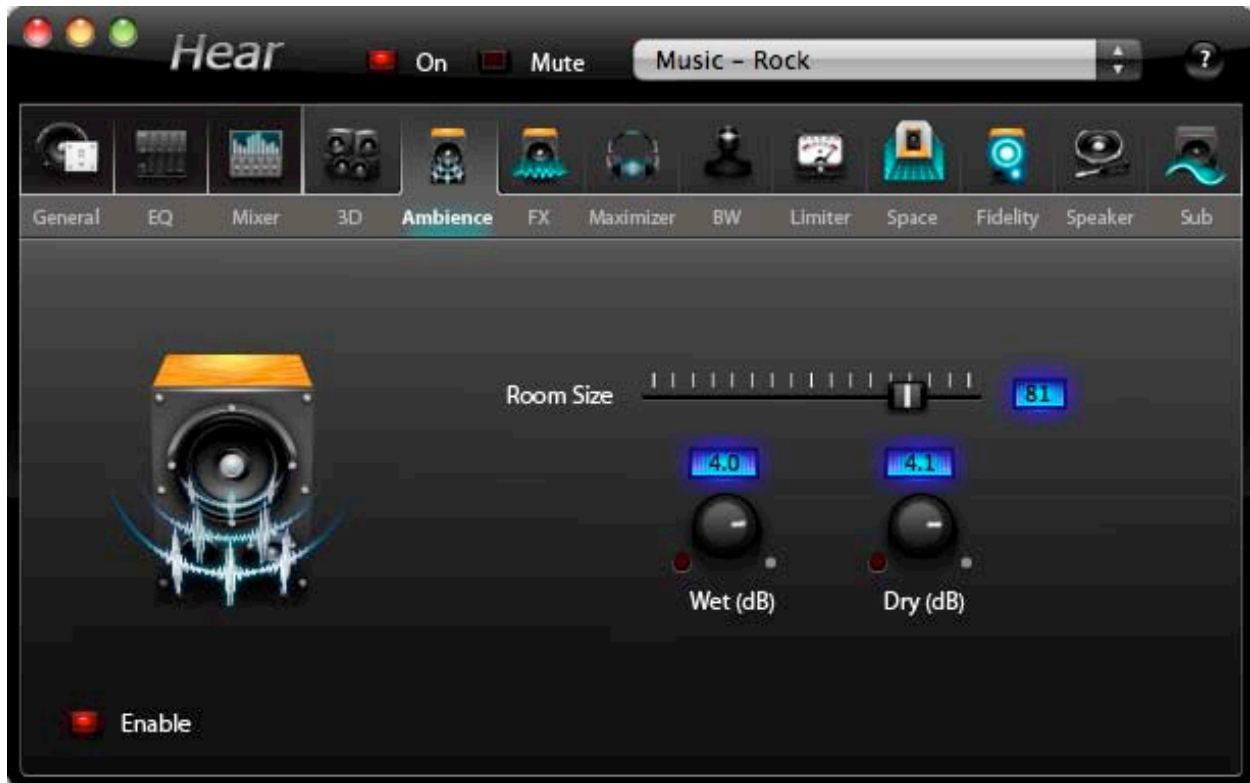 Hear On Mute Music – Rock ?
General EQ Mixer 3D Ambience FX Maximizer BW Limiter Space Fidelity Speaker Sub
Room Size 81
4.0 4.1
Wet (dB) Dry (dB)
Enable